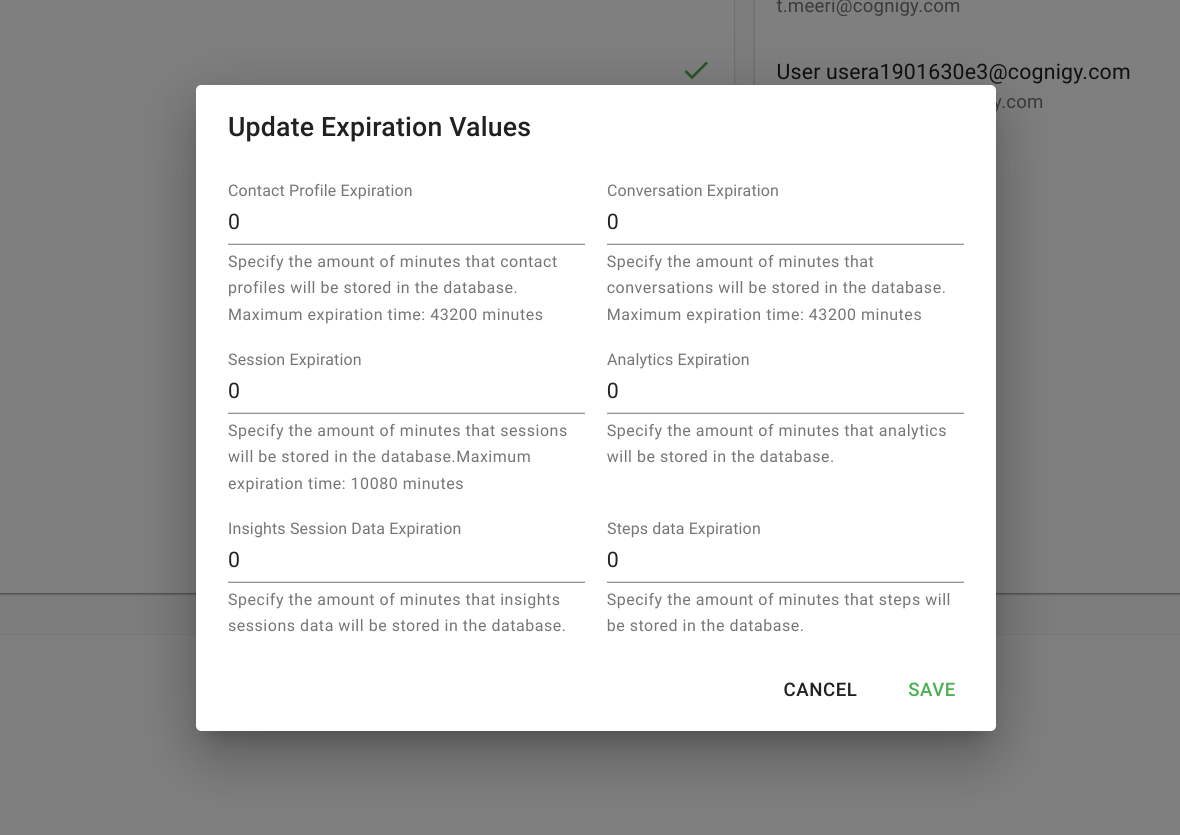 t.meeri@cognigy.com
User usera1901630e3@cognigy.com
y.com
Update Expiration Values
Contact Profile Expiration
0
Specify the amount of minutes that contact
profiles will be stored in the database.
Maximum expiration time: 43200 minutes
Conversation Expiration
0
Specify the amount of minutes that
conversations will be stored in the database.
Maximum expiration time: 43200 minutes
Session Expiration
0
Specify the amount of minutes that sessions
will be stored in the database.Maximum
expiration time: 10080 minutes
Analytics Expiration
0
Specify the amount of minutes that analytics
will be stored in the database.
Insights Session Data Expiration
0
Specify the amount of minutes that insights
sessions data will be stored in the database.
Steps data Expiration
0
Specify the amount of minutes that steps will
be stored in the database.
CANCEL
SAVE